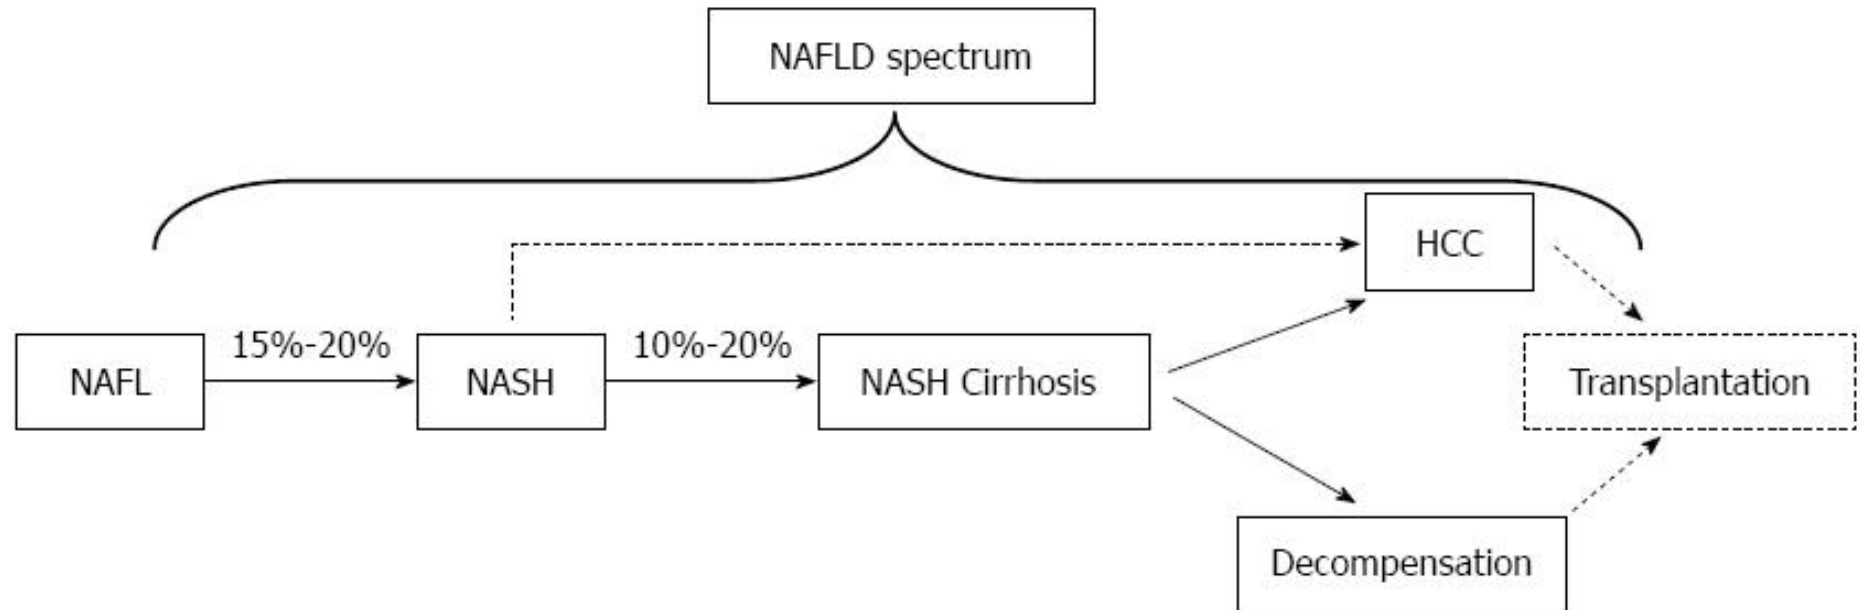 NAFLD spectrum
HCC
15%-20%
10%-20%
NAFL
NASH
NASH Cirrhosis
Transplantation
Decompensation